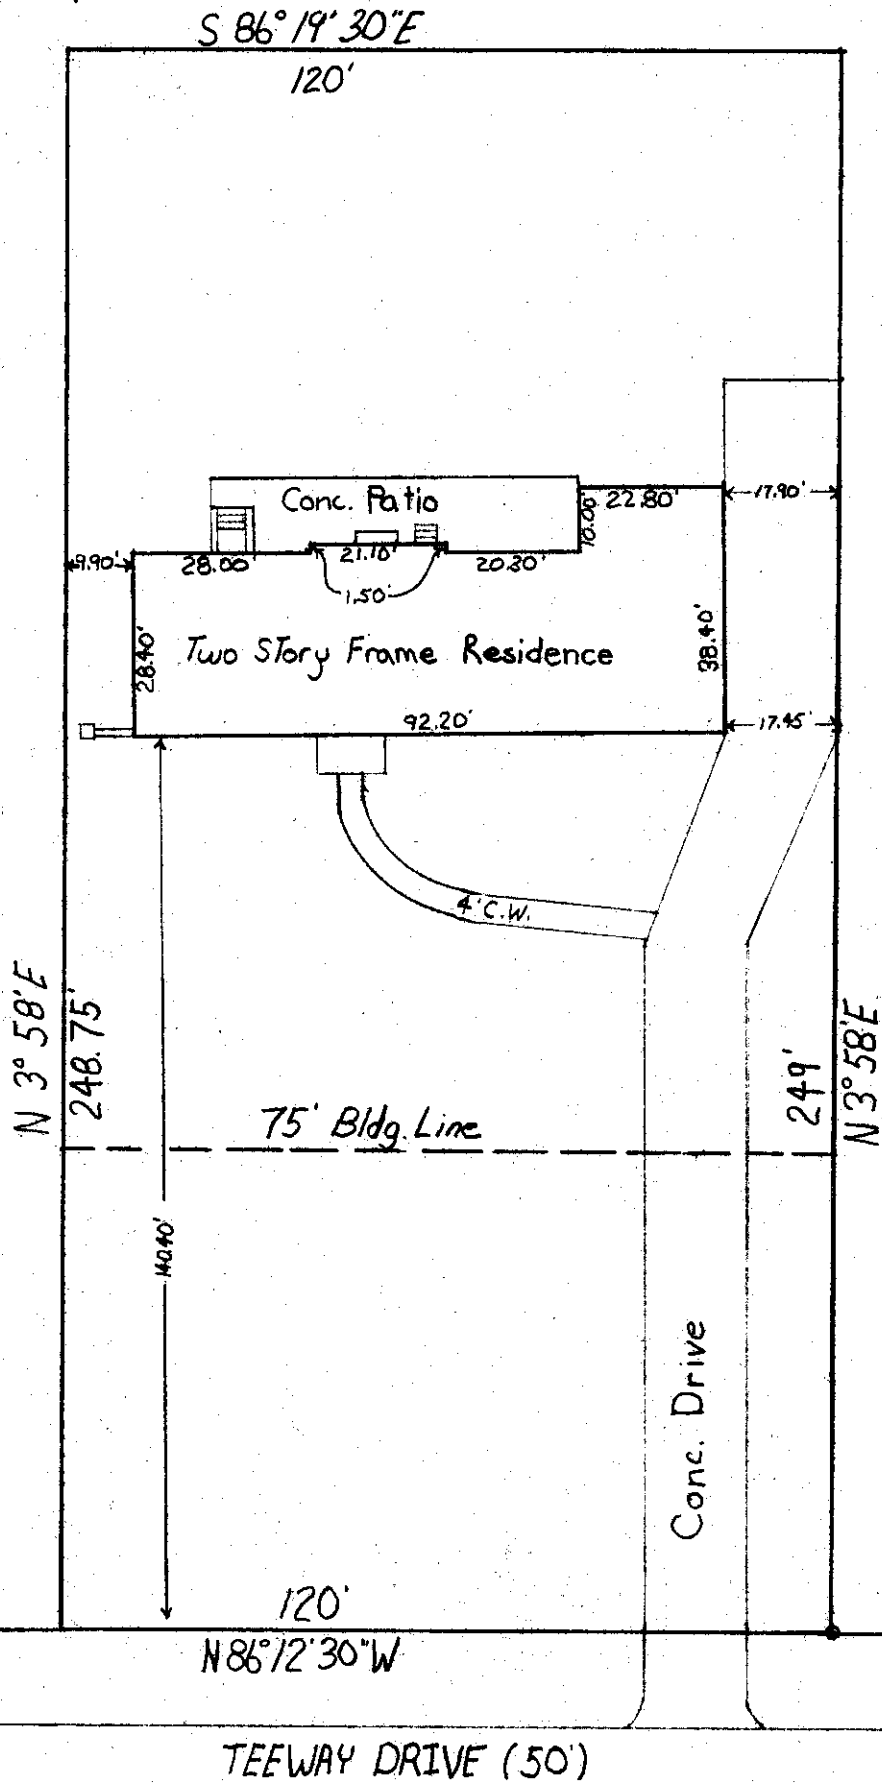 S 86° 19' 30"E
120'
Conc. Patio
10.00'
22.80'
17.90'
9.90'
28.00'
21.10'
20.30'
1.50'
28.40'
Two Story Frame Residence
38.40'
92.20'
17.45'
4' C.W.
N 3° 58'E
248.75'
249'
N 3° 58'E
75' Bldg. Line
140.40'
Conc. Drive
120'
N 86° 12' 30"W
TEEWAY DRIVE (50')